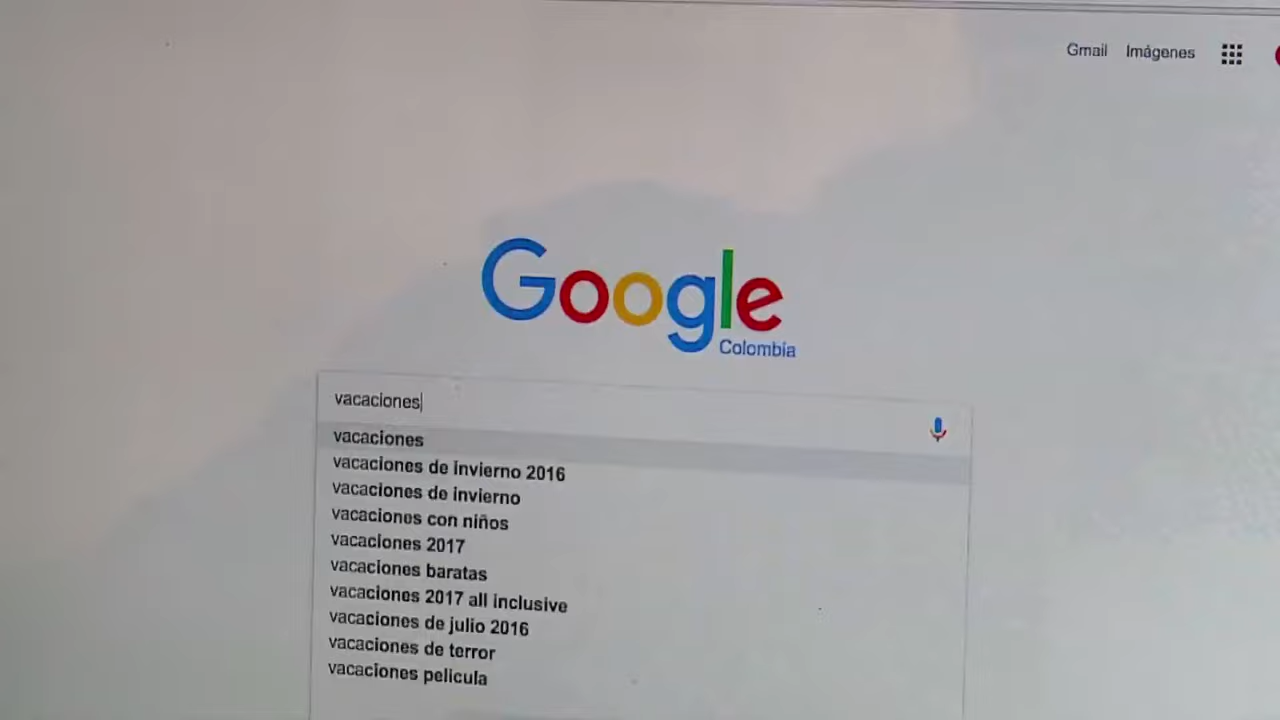 Gmail Imágenes
Google
Colombia
vacaciones
vacaciones
vacaciones de invierno 2016
vacaciones de invierno
vacaciones con niños
vacaciones 2017
vacaciones baratas
vacaciones 2017 all inclusive
vacaciones de julio 2016
vacaciones de terror
vacaciones pelicula